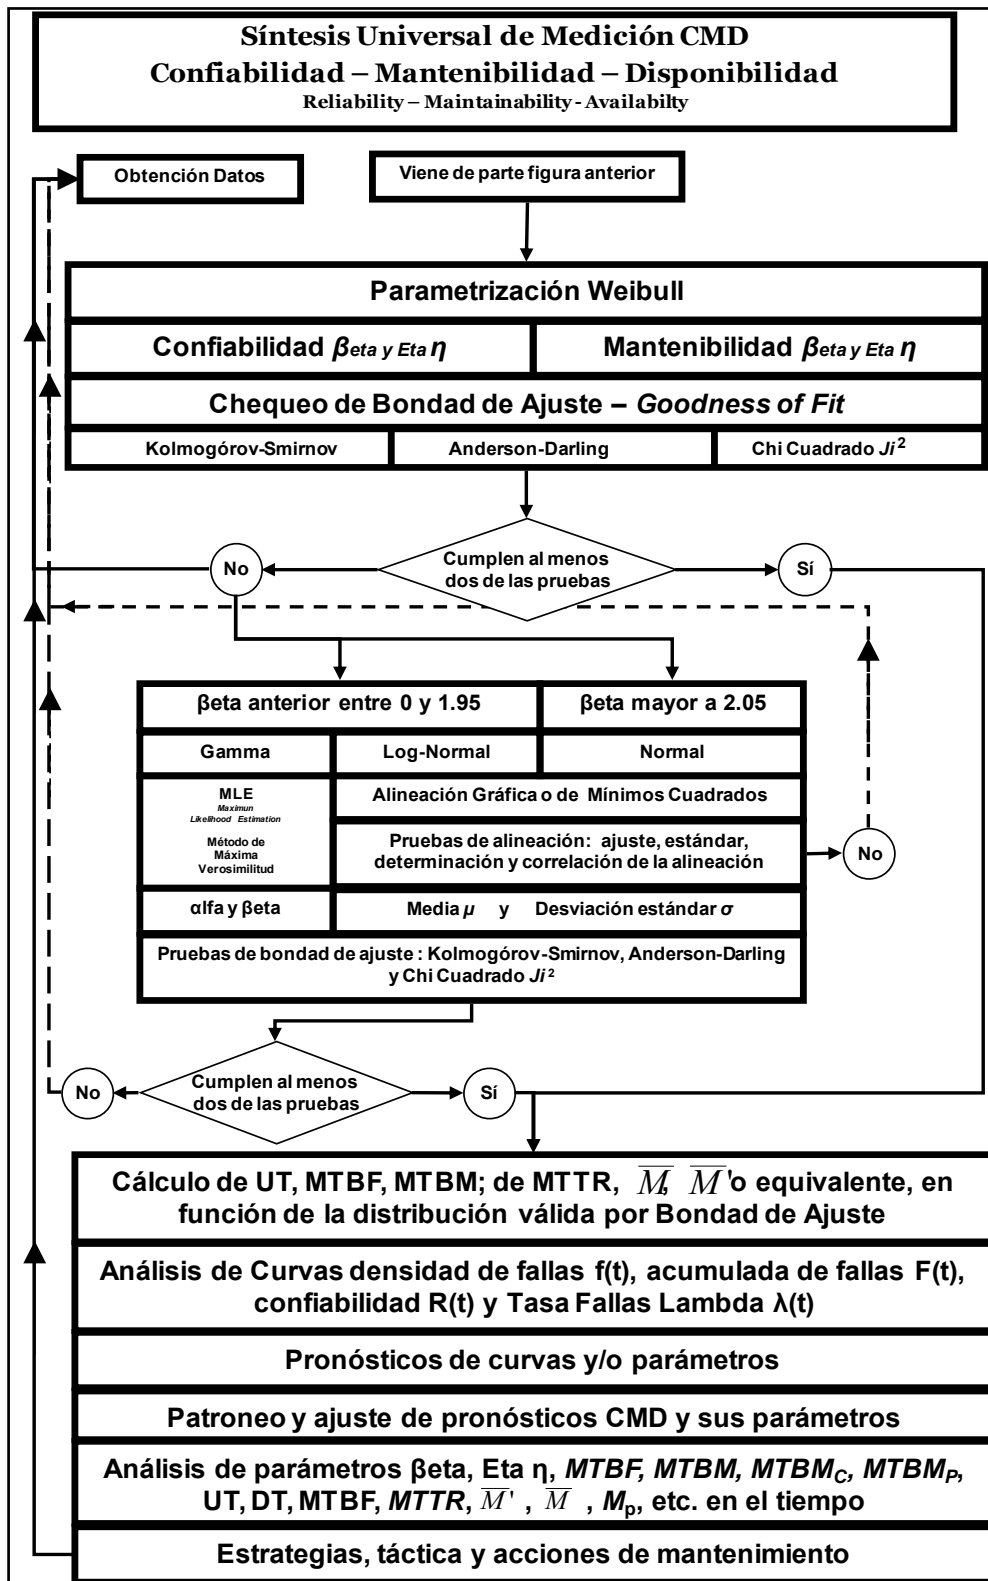 Síntesis Universal de Medición CMD
Confiabilidad – Mantenibilidad – Disponibilidad
Reliability – Maintainability - Availabilty
Obtención Datos
Viene de parte figura anterior
Parametrización Weibull
Confiabilidad βeta y Eta η
Mantenibilidad βeta y Eta η
Chequeo de Bondad de Ajuste – Goodness of Fit
Kolmogórov-Smirnov
Anderson-Darling
Chi Cuadrado Ji²
Cumplen al menos
dos de las pruebas
No
Sí
βeta anterior entre 0 y 1.95
βeta mayor a 2.05
Gamma
Log-Normal
Normal
MLE
Maximun
Likelihood Estimation
Método de
Máxima
Verosimilitud
Alineación Gráfica o de Mínimos Cuadrados
Pruebas de alineación: ajuste, estándar,
determinación y correlación de la alineación
No
αlfa y βeta
Media μ y Desviación estándar σ
Pruebas de bondad de ajuste : Kolmogórov-Smirnov, Anderson-Darling
y Chi Cuadrado Ji²
Cumplen al menos
dos de las pruebas
No
Sí
Cálculo de UT, MTBF, MTBM; de MTTR, M̅, M̅'o equivalente, en
función de la distribución válida por Bondad de Ajuste
Análisis de Curvas densidad de fallas f(t), acumulada de fallas F(t),
confiabilidad R(t) y Tasa Fallas Lambda λ(t)
Pronósticos de curvas y/o parámetros
Patroneo y ajuste de pronósticos CMD y sus parámetros
Análisis de parámetros βeta, Eta η, MTBF, MTBM, MTBM_C, MTBM_P,
UT, DT, MTBF, MTTR, M̅' , M̅ , M_p, etc. en el tiempo
Estrategias, táctica y acciones de mantenimiento